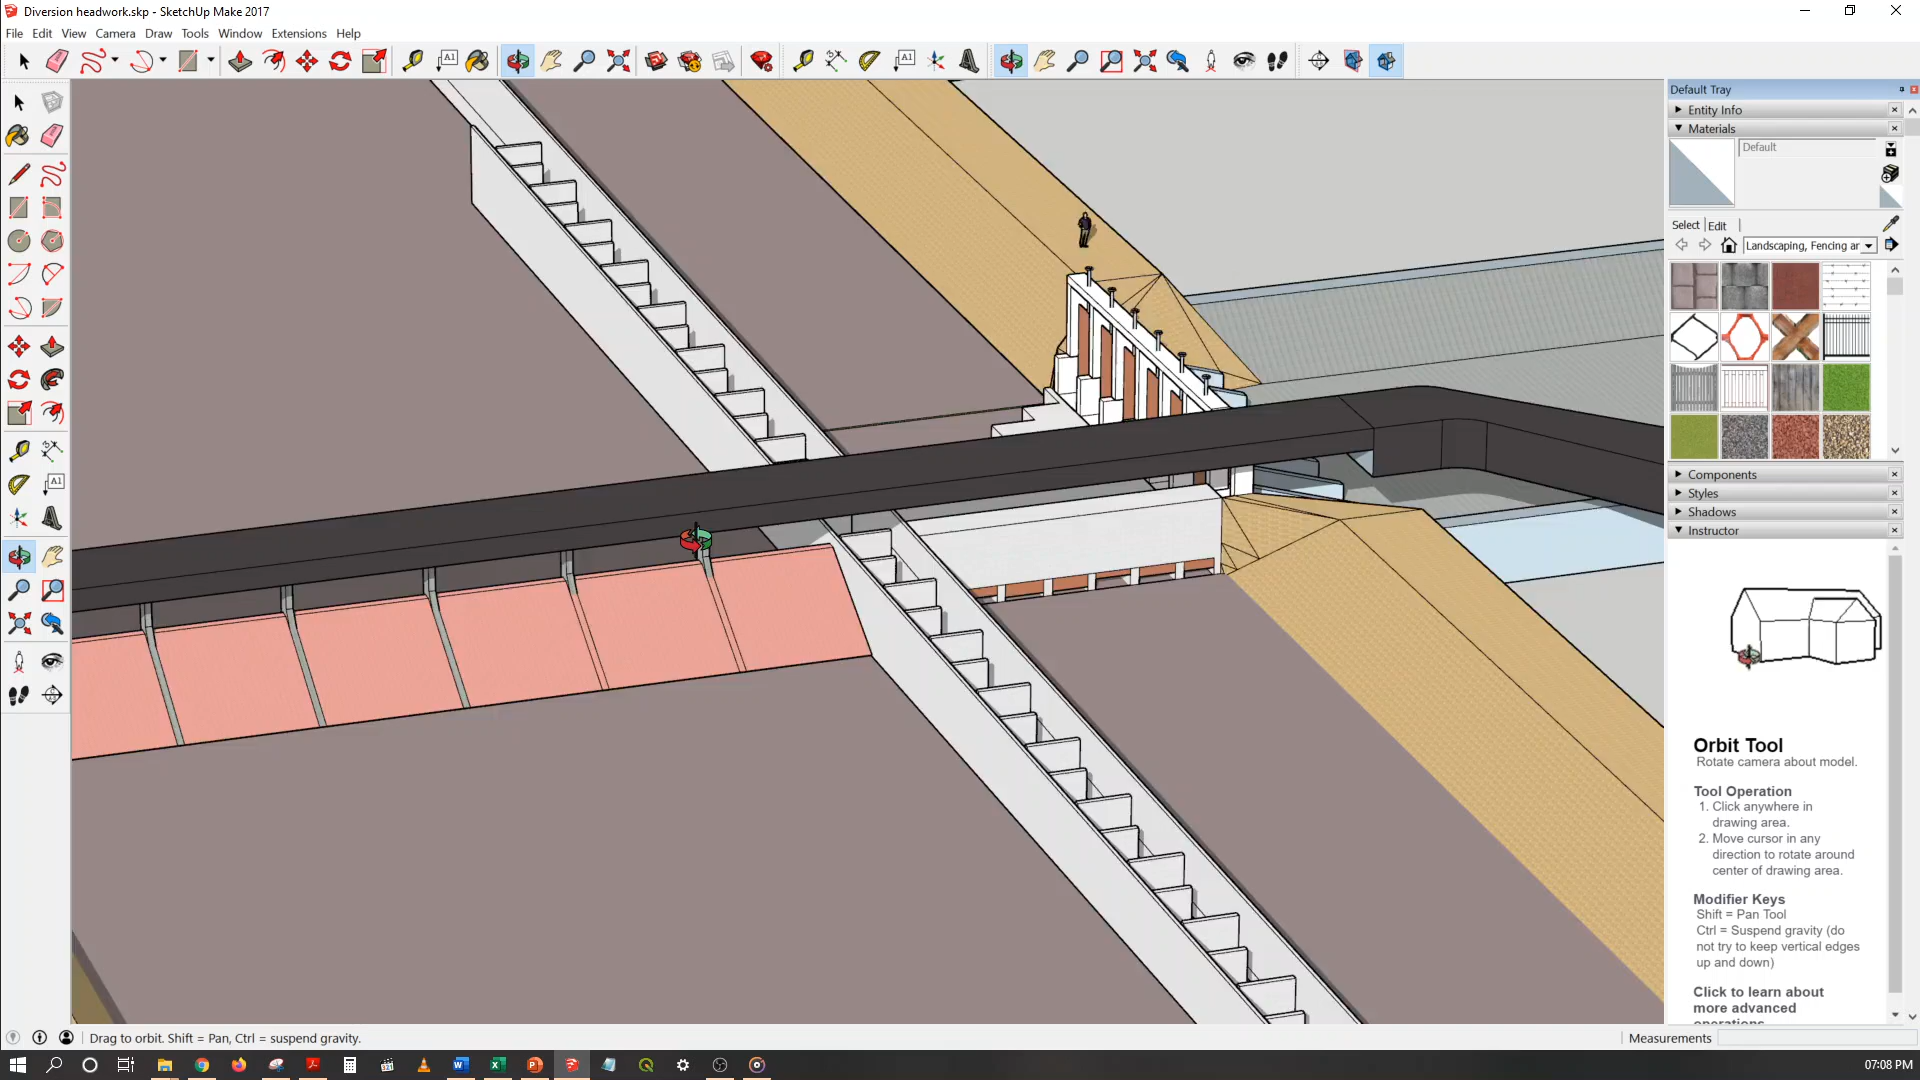 Diversion headwork.skp - SketchUp Make 2017
File Edit View Camera Draw Tools Window Extensions Help
Default Tray
Entity Info
Materials
Default
Select Edit
Landscaping, Fencing ar
Components
Styles
Shadows
Instructor
Orbit Tool
Rotate camera about model.
Tool Operation
1. Click anywhere in
drawing area.
2. Move cursor in any
direction to rotate around
center of drawing area.
Modifier Keys
Shift = Pan Tool
Ctrl = Suspend gravity (do
not try to keep vertical edges
up and down)
Click to learn about
more advanced
operations
Drag to orbit. Shift = Pan, Ctrl = suspend gravity.
Measurements
07:08 PM